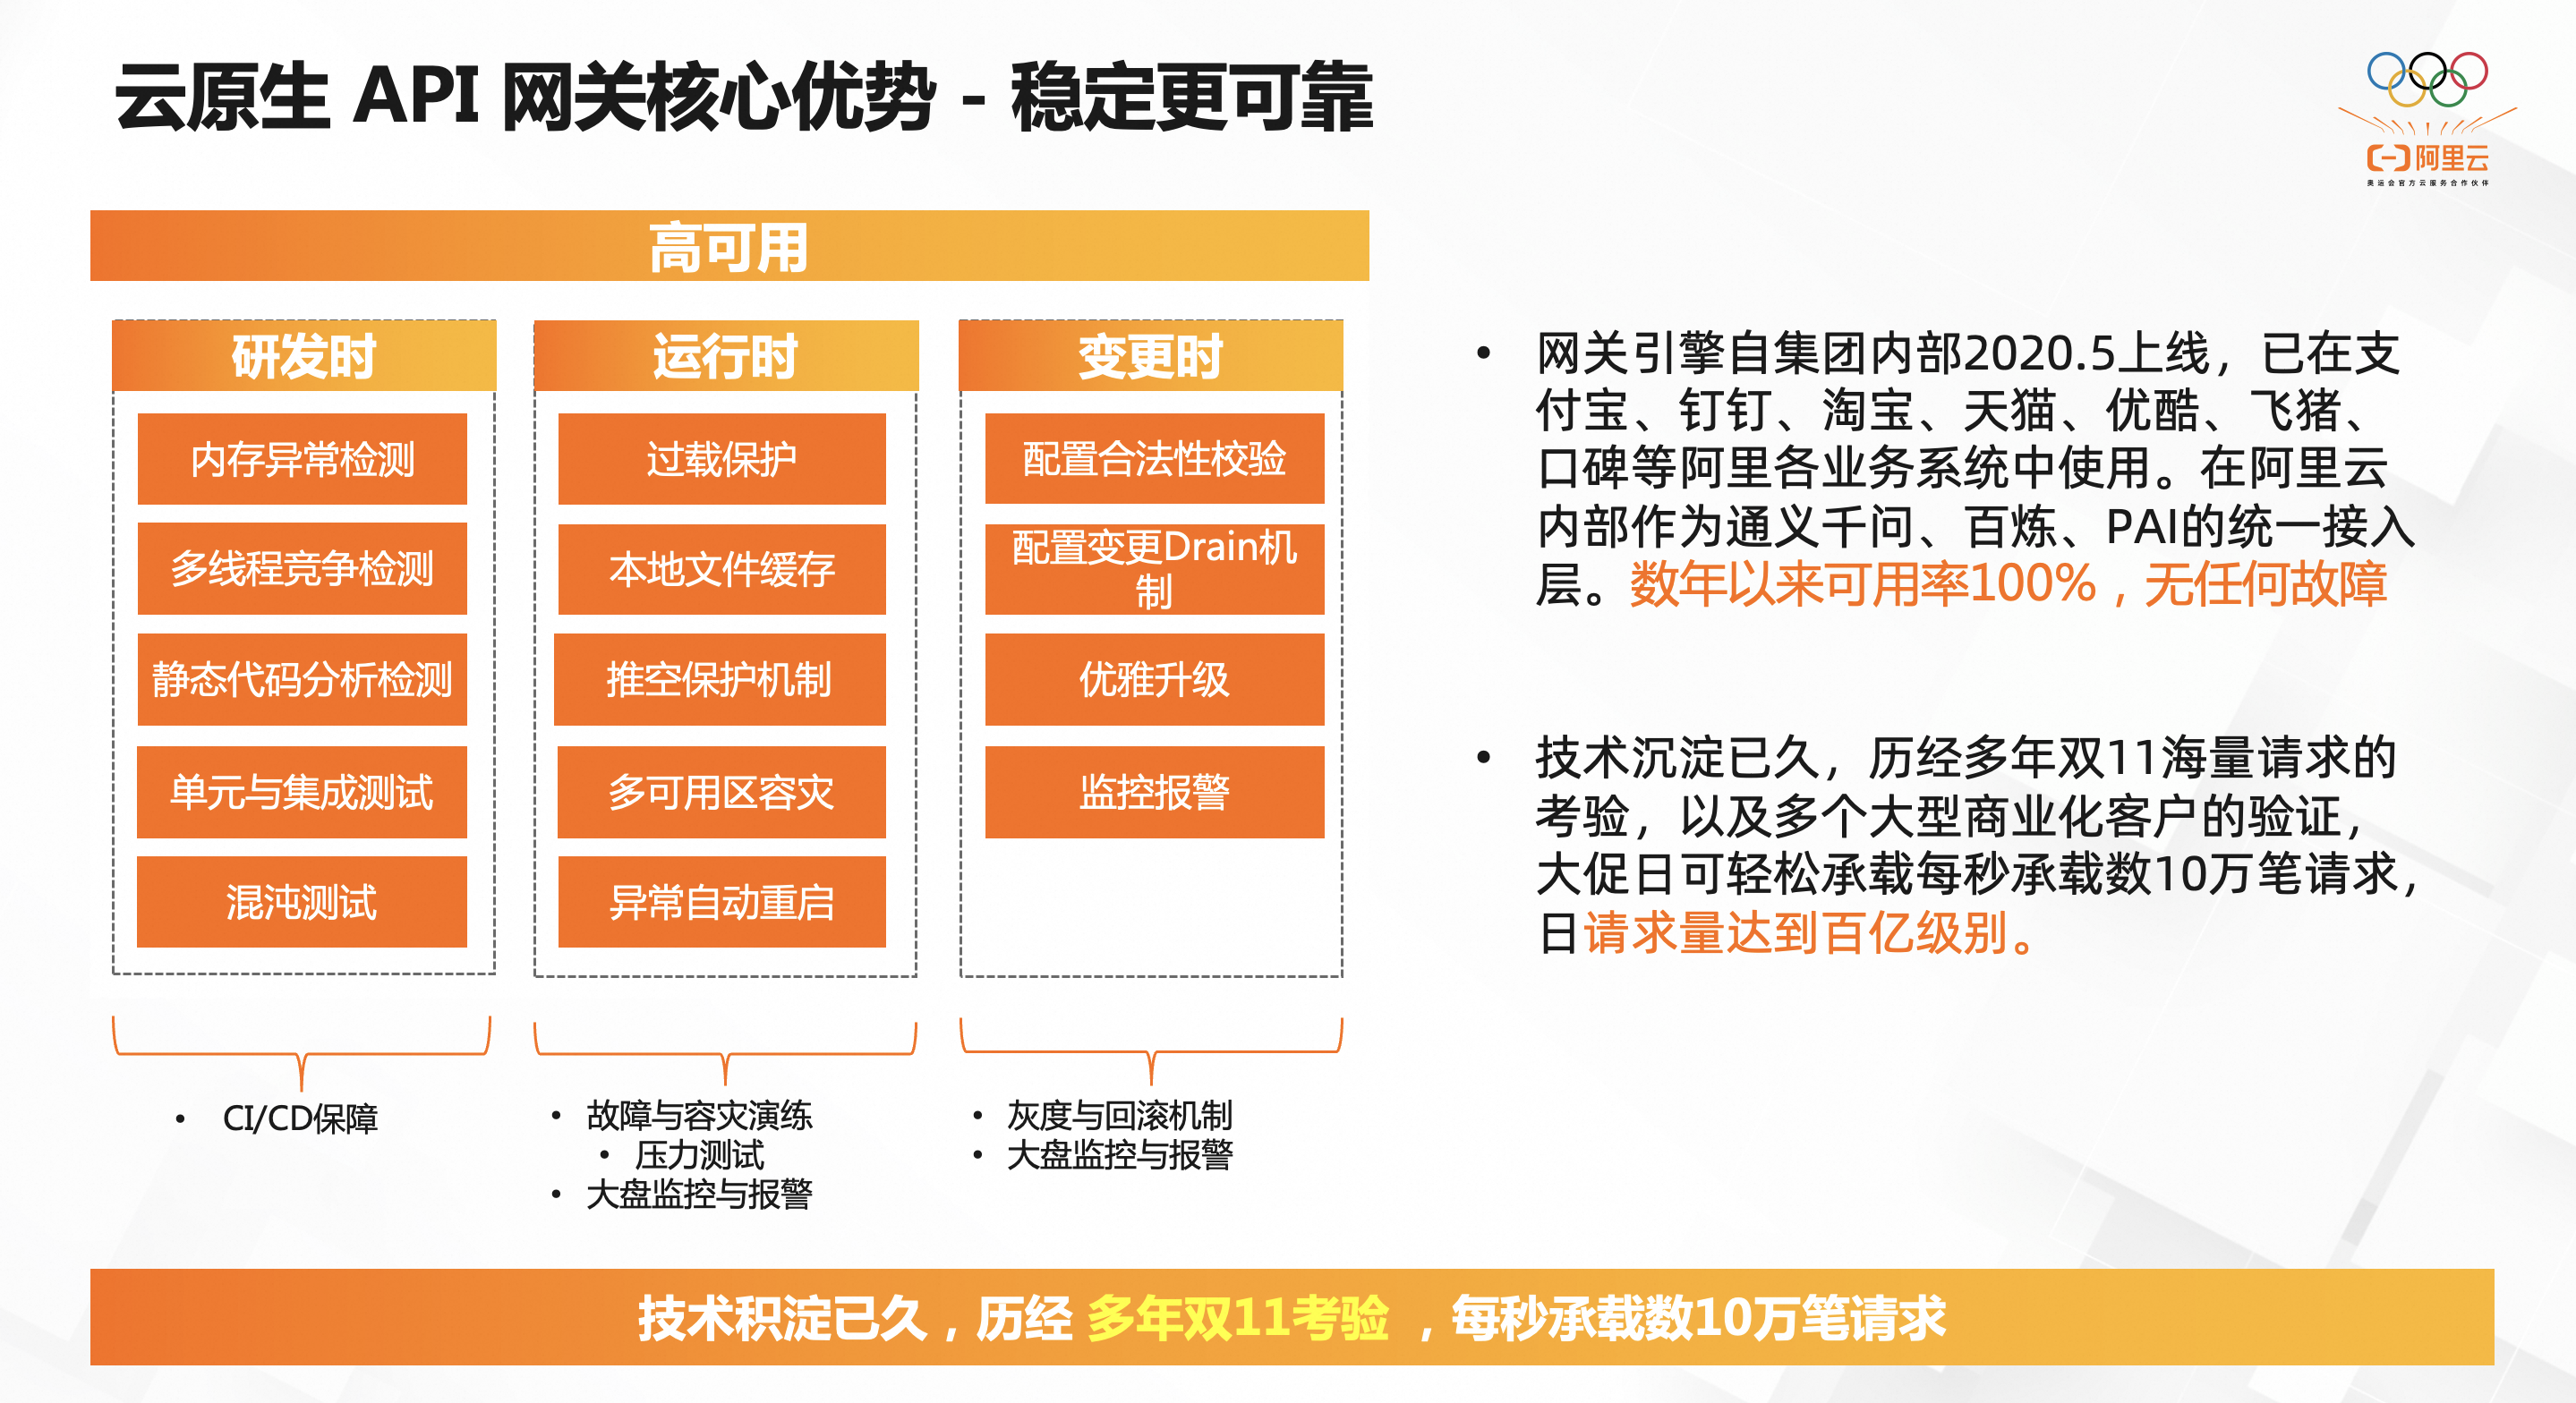 云原生 API 网关核心优势 - 稳定更可靠
阿里云
奥运会官方云服务合作伙伴
高可用
研发时
内存异常检测
多线程竞争检测
静态代码分析检测
单元与集成测试
混沌测试
运行时
过载保护
本地文件缓存
推空保护机制
多可用区容灾
异常自动重启
变更时
配置合法性校验
配置变更Drain机
制
优雅升级
监控报警
• CI/CD保障
• 故障与容灾演练
• 压力测试
• 大盘监控与报警
• 灰度与回滚机制
• 大盘监控与报警
• 网关引擎自集团内部2020.5上线，已在支
付宝、钉钉、淘宝、天猫、优酷、飞猪、
口碑等阿里各业务系统中使用。在阿里云
内部作为通义千问、百炼、PAI的统一接入
层。数年以来可用率100%，无任何故障
• 技术沉淀已久，历经多年双11海量请求的
考验，以及多个大型商业化客户的验证，
大促日可轻松承载每秒承载数10万笔请求，
日请求量达到百亿级别。
技术积淀已久，历经 多年双11考验 ，每秒承载数10万笔请求